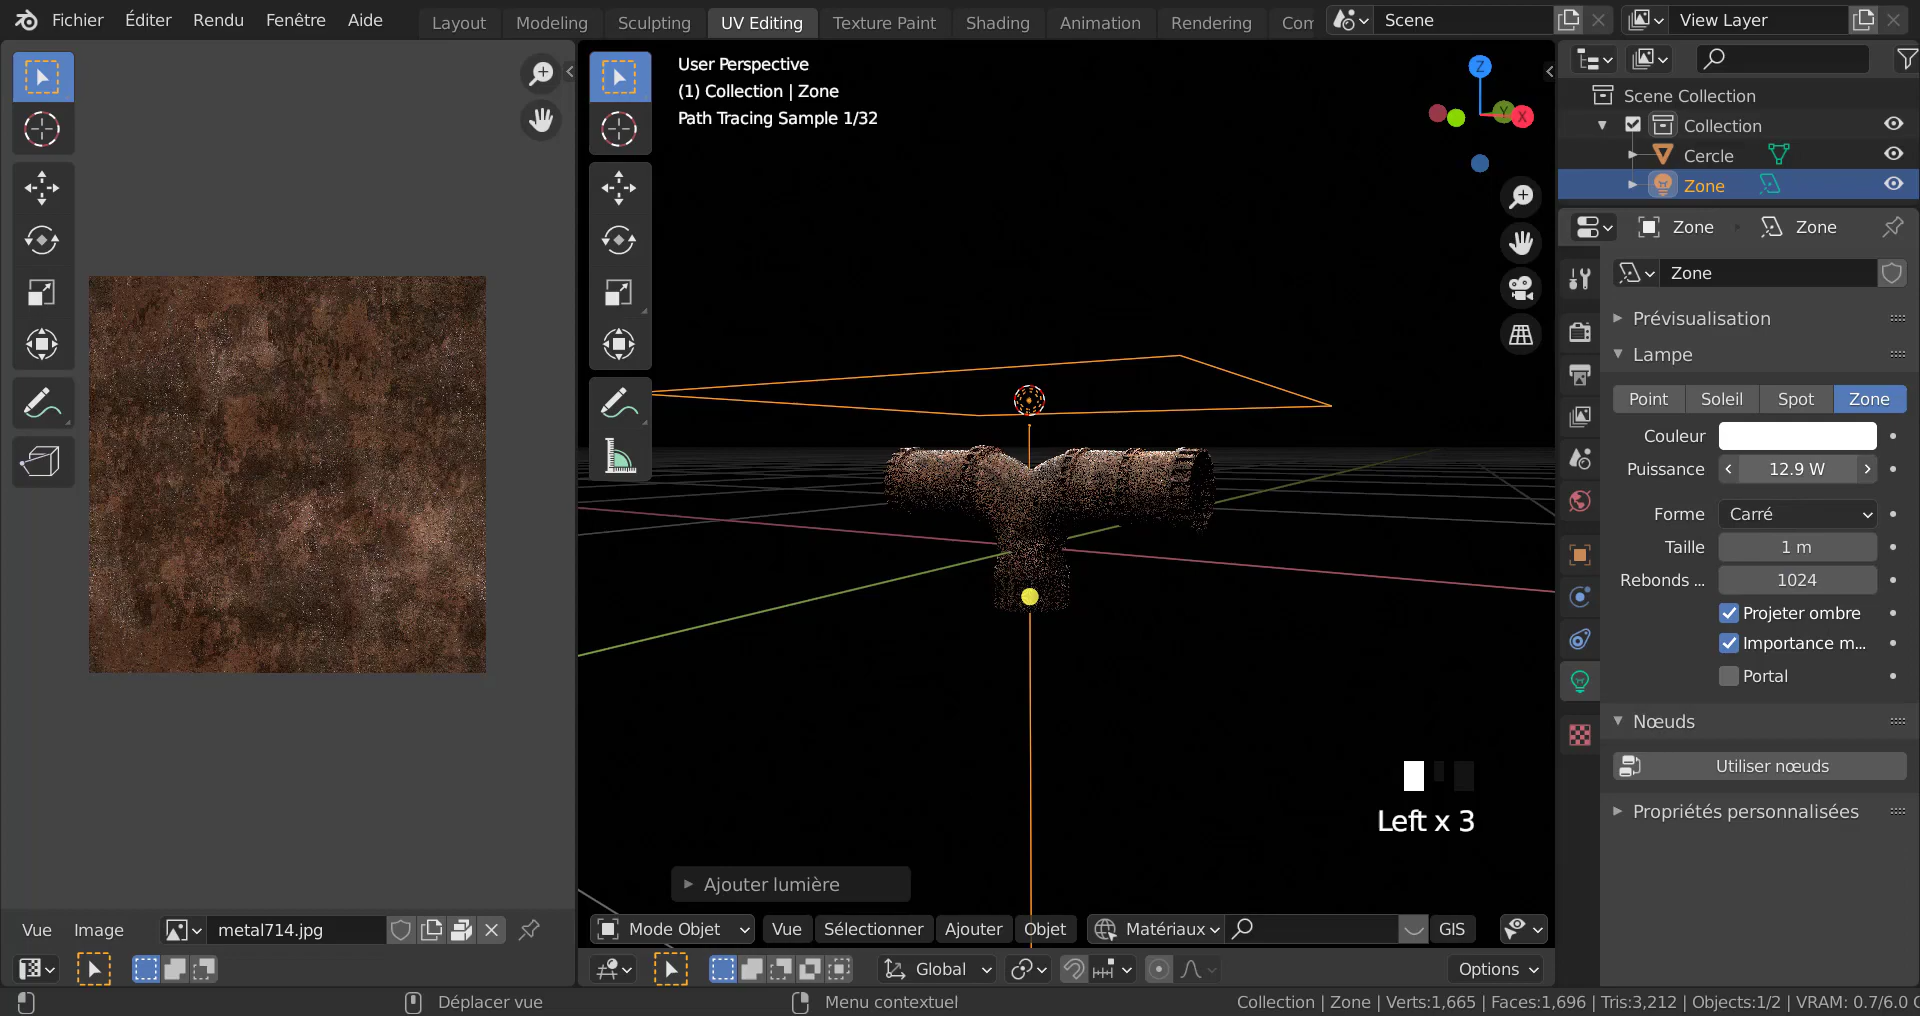 Fichier Éditer Rendu Fenêtre Aide
Layout Modeling Sculpting UV Editing Texture Paint Shading Animation Rendering Com
Scene
View Layer
User Perspective
(1) Collection | Zone
Path Tracing Sample 1/32
Z
Y
X
Scene Collection
Collection
Cercle
Zone
Zone Zone
Zone
Prévisualisation
Lampe
Point Soleil Spot Zone
Couleur
Puissance 12.9 W
Forme Carré
Taille 1 m
Rebonds ... 1024
Projeter ombre
Importance m...
Portal
Nœuds
Utiliser nœuds
Propriétés personnalisées
Left x 3
Ajouter lumière
Vue Image metal714.jpg
Mode Objet Vue Sélectionner Ajouter Objet Matériaux GIS
Global Options
Déplacer vue Menu contextuel
Collection | Zone | Verts:1,665 | Faces:1,696 | Tris:3,212 | Objects:1/2 | VRAM: 0.7/6.0 G